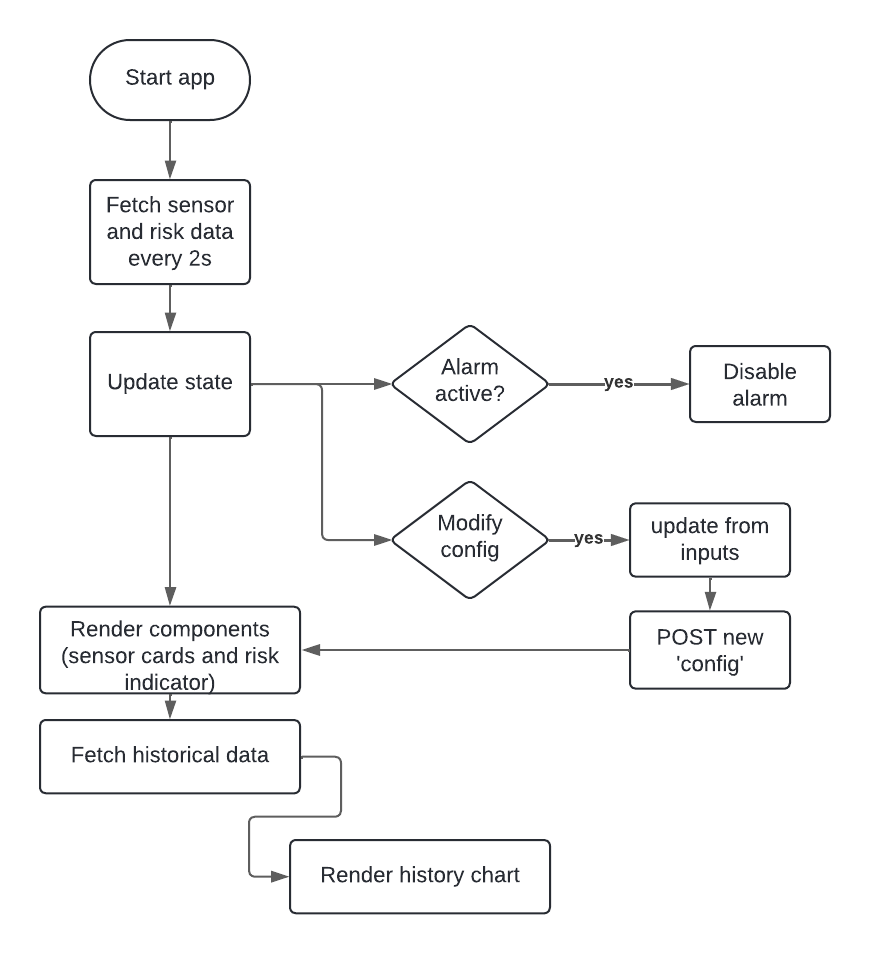 Start app
Fetch sensor
and risk data
every 2s
Update state
Alarm
active?
yes
Disable
alarm
Modify
config
yes
update from
inputs
POST new
'config'
Render components
(sensor cards and risk
indicator)
Fetch historical data
Render history chart